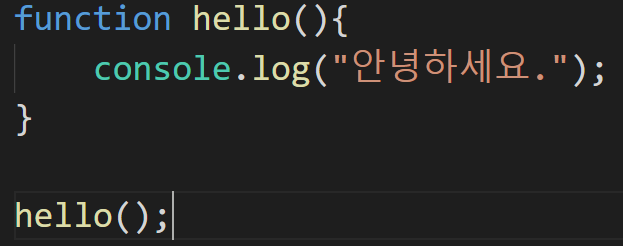 function hello(){
    console.log("안녕하세요.");
}
hello();